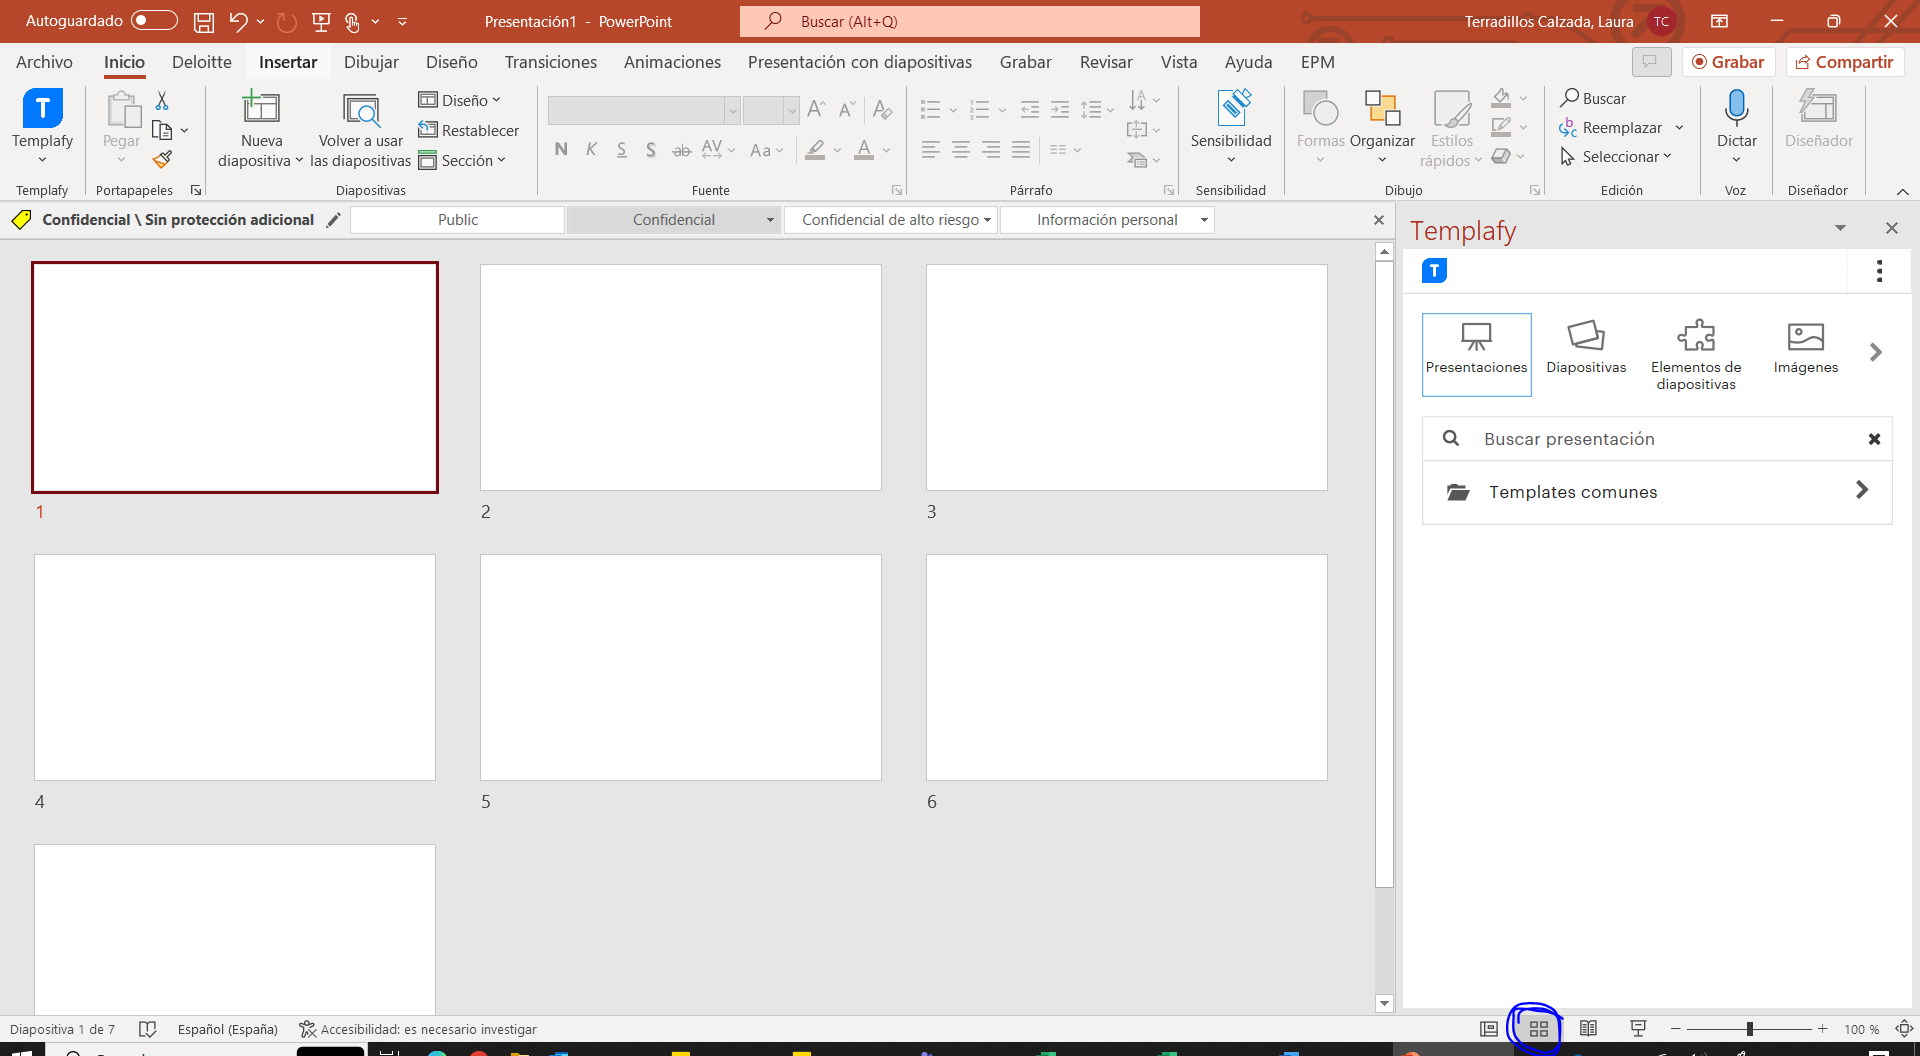 Autoguardado
Presentación1 - PowerPoint
Buscar (Alt+Q)
Terradillos Calzada, Laura
TC
Archivo
Inicio
Deloitte
Insertar
Dibujar
Diseño
Transiciones
Animaciones
Presentación con diapositivas
Grabar
Revisar
Vista
Ayuda
EPM
Grabar
Compartir
T
Templafy
Templafy
Pegar
Portapapeles
Nueva
diapositiva
Volver a usar
las diapositivas
Diseño
Restablecer
Sección
Diapositivas
N K S S ab AV Aa A
Fuente
Párrafo
Sensibilidad
Sensibilidad
Formas
Organizar
Estilos
rápidos
Dibujo
Buscar
Reemplazar
Seleccionar
Edición
Dictar
Voz
Diseñador
Diseñador
Confidencial \ Sin protección adicional
Public
Confidencial
Confidencial de alto riesgo
Información personal
Templafy
T
Presentaciones
Diapositivas
Elementos de
diapositivas
Imágenes
Buscar presentación
Templates comunes
1
2
3
4
5
6
Diapositiva 1 de 7
Español (España)
Accesibilidad: es necesario investigar
100 %